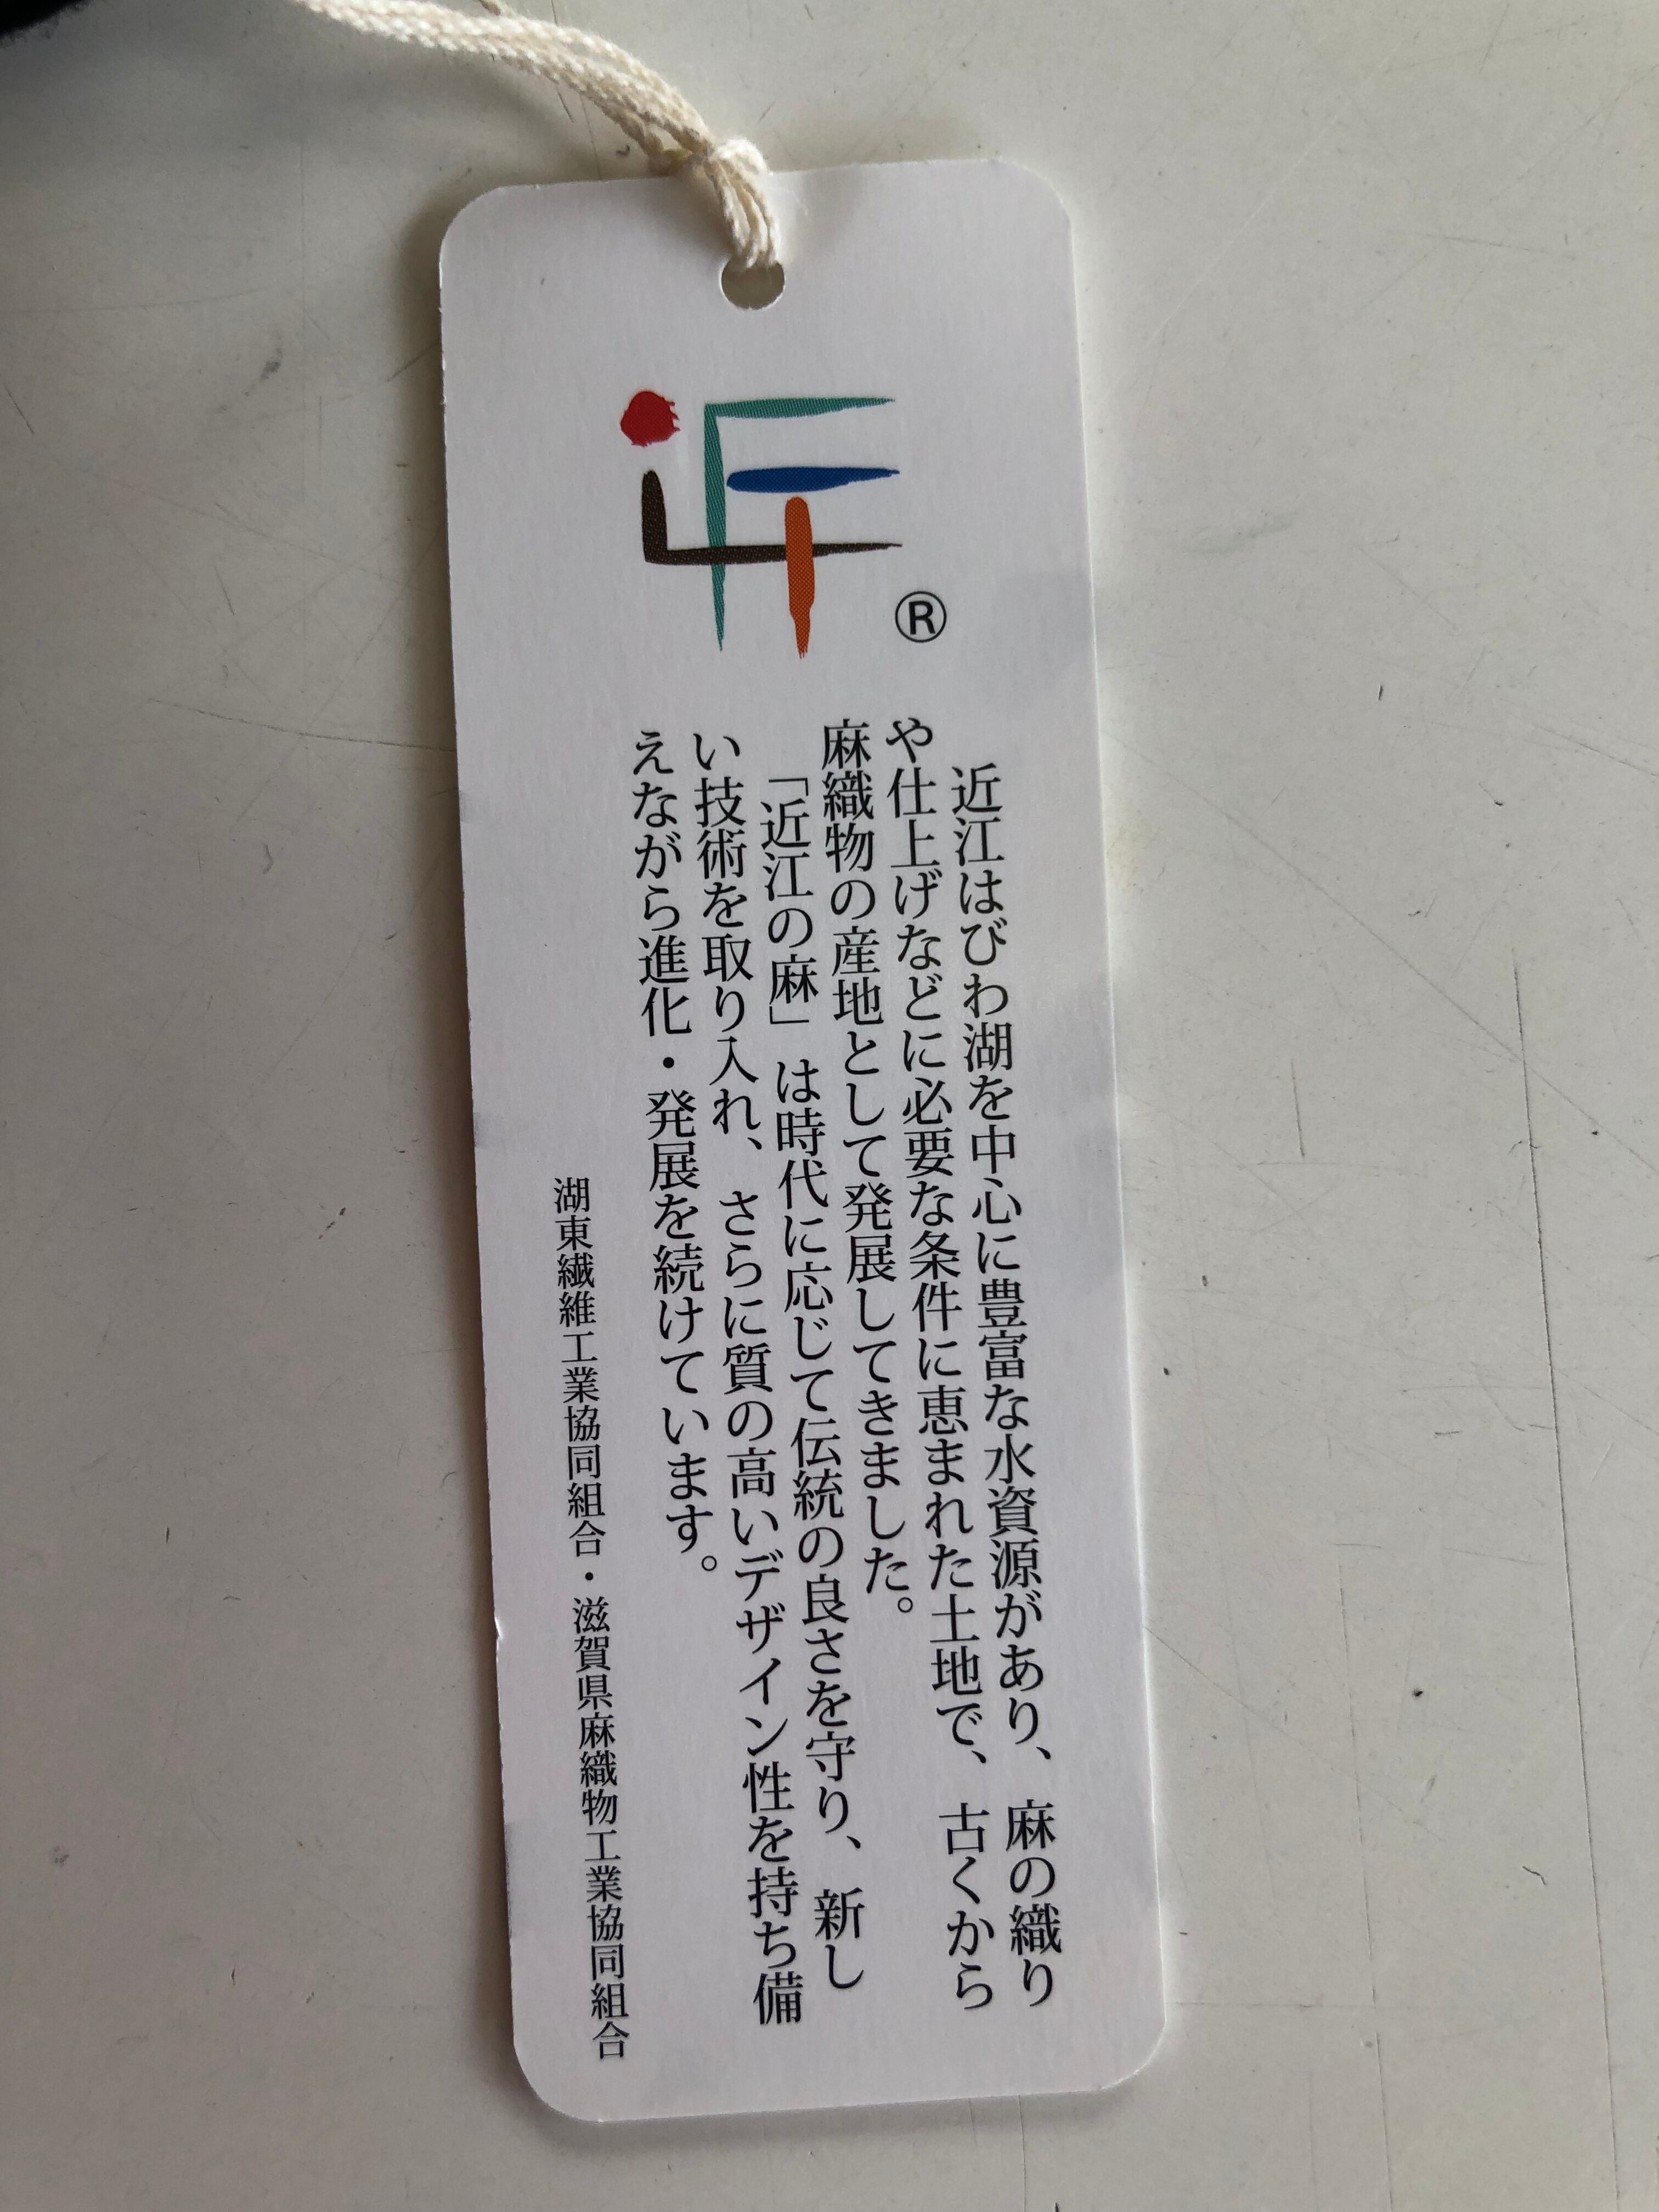 近
®
近江はびわ湖を中心に豊富な水資源があり、麻の織り
や仕上げなどに必要な条件に恵まれた土地で、古くから
麻織物の産地として発展してきました。
「近江の麻」は時代に応じて伝統の良さを守り、新し
い技術を取り入れ、さらに質の高いデザイン性を持ち備
えながら進化・発展を続けています。
湖東繊維工業協同組合・滋賀県麻織物工業協同組合